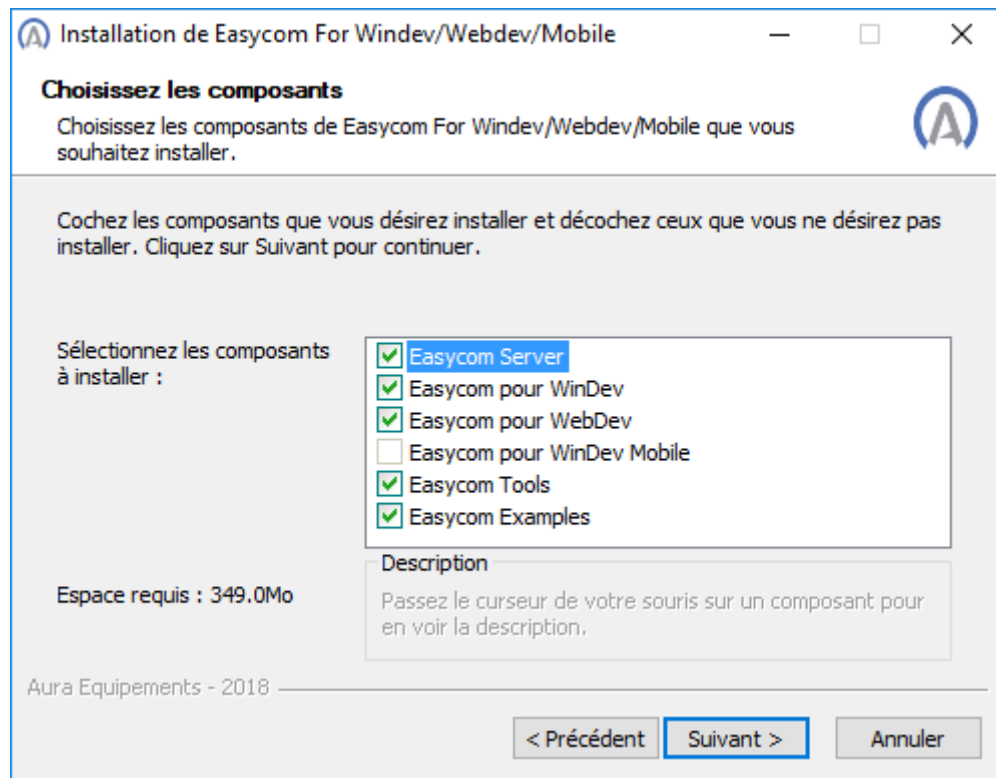 Installation de Easycom For Windev/Webdev/Mobile
Choisissez les composants
Choisissez les composants de Easycom For Windev/Webdev/Mobile que vous
souhaitez installer.
Cochez les composants que vous désirez installer et décochez ceux que vous ne désirez pas
installer. Cliquez sur Suivant pour continuer.
Sélectionnez les composants
à installer :
Easycom Server
Easycom pour WinDev
Easycom pour WebDev
Easycom pour WinDev Mobile
Easycom Tools
Easycom Examples
Espace requis : 349.0Mo
Description
Passez le curseur de votre souris sur un composant pour
en voir la description.
Aura Equipements - 2018
< Précédent
Suivant >
Annuler